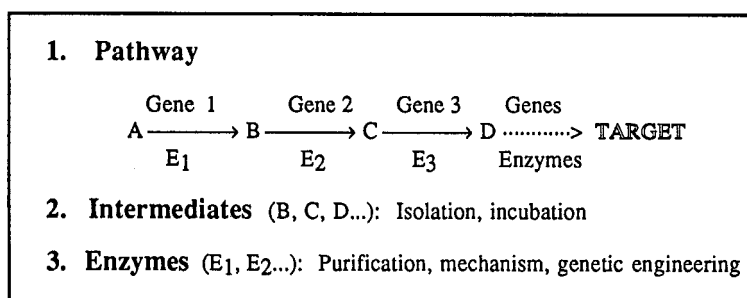 1. Pathway
Gene 1 Gene 2 Gene 3 Genes
A B C D TARGET
E1 E2 E3 Enzymes
2. Intermediates (B, C, D...): Isolation, incubation
3. Enzymes (E1, E2...): Purification, mechanism, genetic engineering